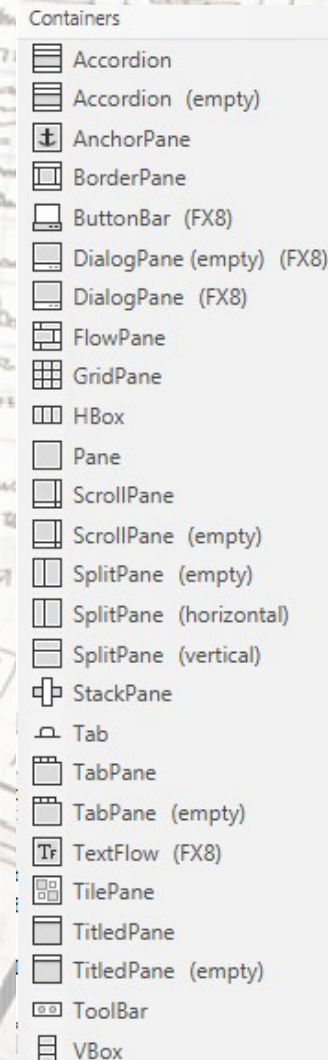 Containers
Accordion
Accordion (empty)
AnchorPane
BorderPane
ButtonBar (FX8)
DialogPane (empty) (FX8)
DialogPane (FX8)
FlowPane
GridPane
HBox
Pane
ScrollPane
ScrollPane (empty)
SplitPane (empty)
SplitPane (horizontal)
SplitPane (vertical)
StackPane
Tab
TabPane
TabPane (empty)
TextFlow (FX8)
TilePane
TitledPane
TitledPane (empty)
ToolBar
VBox